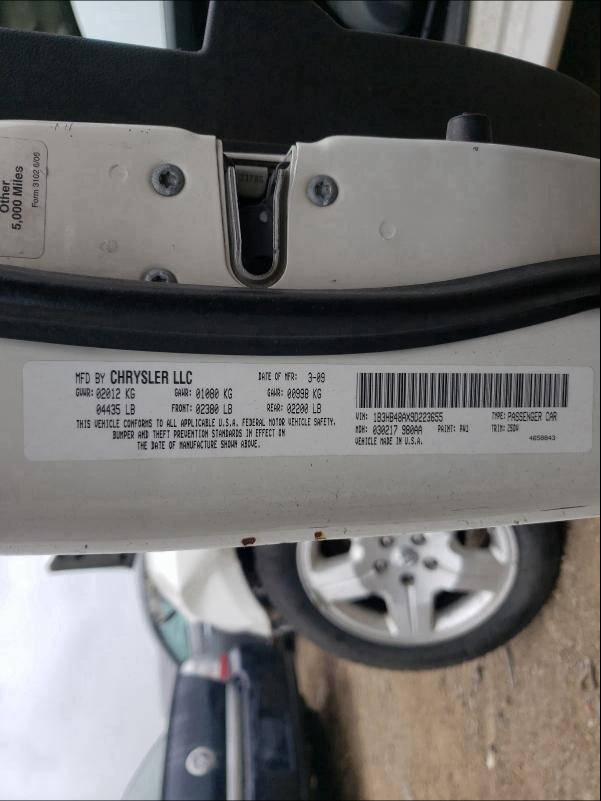 Other
5,000 Miles
Form 3102 6/06
MFD BY CHRYSLER LLC
DATE OF MFR: 3-09
GVWR: 02012 KG
GAWR: 01080 KG
GAWR: 00998 KG
04435 LB
FRONT: 02380 LB
REAR: 02200 LB
THIS VEHICLE CONFORMS TO ALL APPLICABLE U.S.A. FEDERAL MOTOR VEHICLE SAFETY,
BUMPER AND THEFT PREVENTION STANDARDS IN EFFECT ON
THE DATE OF MANUFACTURE SHOWN ABOVE.
VIN: 1B3HB48AX9D223655
TYPE: PASSENGER CAR
MDH: 030217 980AA
PAINT: PW1
TRIM: Z5DV
VEHICLE MADE IN U.S.A.
4658843